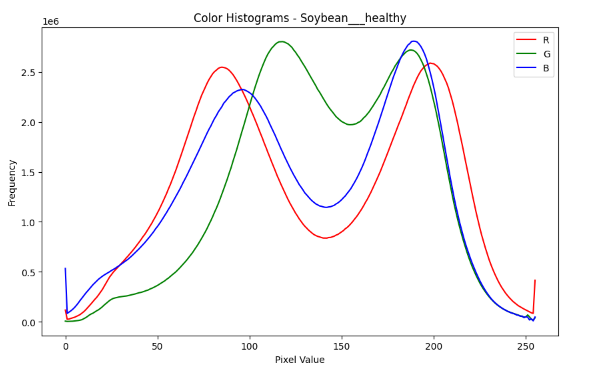 Color Histograms - Soybean___healthy
1e6
R
G
B
2.5
2.0
1.5
1.0
0.5
0.0
Frequency
0 50 100 150 200 250
Pixel Value